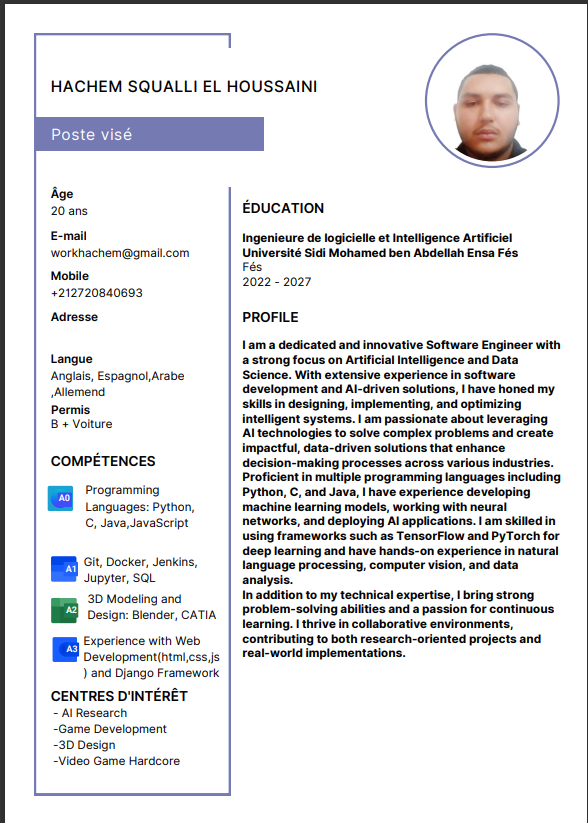 HACHEM SQUALLI EL HOUSSAINI
Poste visé
Âge
20 ans
E-mail
workhachem@gmail.com
Mobile
+212720840693
Adresse
Langue
Anglais, Espagnol,Arabe
,Allemend
Permis
B + Voiture
COMPÉTENCES
A0
Programming
Languages: Python,
C, Java,JavaScript
A1
Git, Docker, Jenkins,
Jupyter, SQL
A2
3D Modeling and
Design: Blender, CATIA
A3
Experience with Web
Development(html,css,js
) and Django Framework
CENTRES D'INTÉRÊT
- AI Research
-Game Development
-3D Design
-Video Game Hardcore
ÉDUCATION
Ingenieure de logicielle et Intelligence Artificiel
Université Sidi Mohamed ben Abdellah Ensa Fés
Fés
2022 - 2027
PROFILE
I am a dedicated and innovative Software Engineer with
a strong focus on Artificial Intelligence and Data
Science. With extensive experience in software
development and AI-driven solutions, I have honed my
skills in designing, implementing, and optimizing
intelligent systems. I am passionate about leveraging
AI technologies to solve complex problems and create
impactful, data-driven solutions that enhance
decision-making processes across various industries.
Proficient in multiple programming languages including
Python, C, and Java, I have experience developing
machine learning models, working with neural
networks, and deploying AI applications. I am skilled in
using frameworks such as TensorFlow and PyTorch for
deep learning and have hands-on experience in natural
language processing, computer vision, and data
analysis.
In addition to my technical expertise, I bring strong
problem-solving abilities and a passion for continuous
learning. I thrive in collaborative environments,
contributing to both research-oriented projects and
real-world implementations.